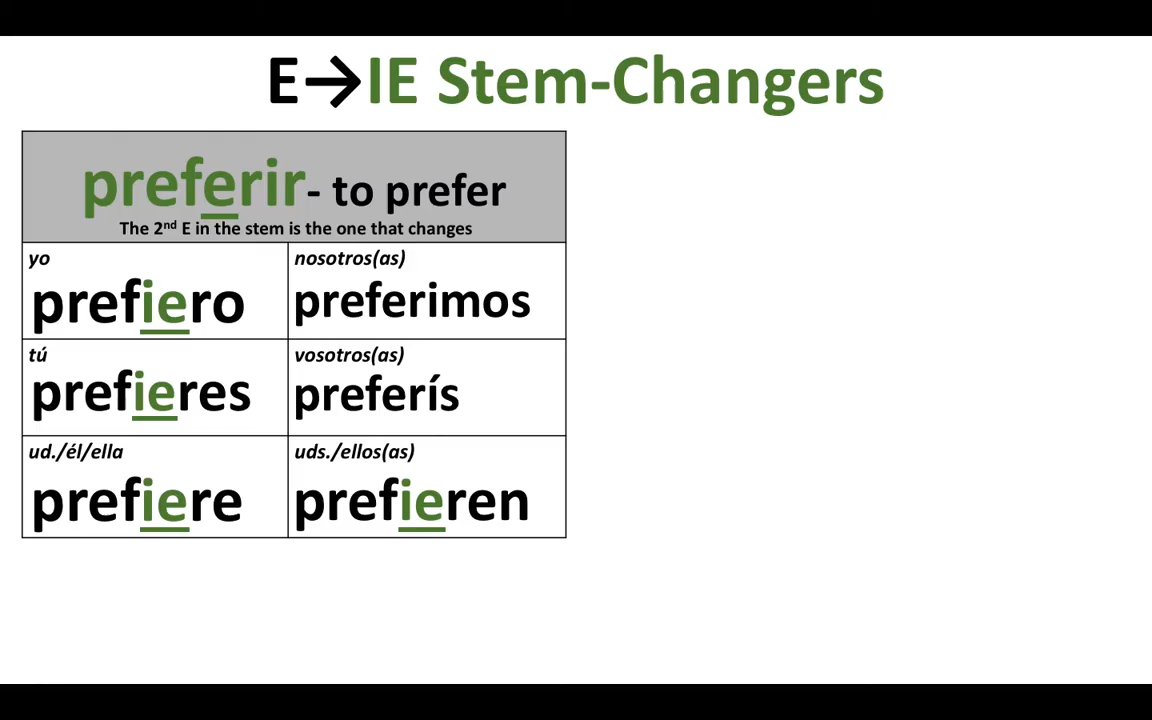 E→IE Stem-Changers
preferir- to prefer
The 2nd E in the stem is the one that changes
yo
prefiero
nosotros(as)
preferimos
tú
prefieres
vosotros(as)
preferís
ud./él/ella
prefiere
uds./ellos(as)
prefieren